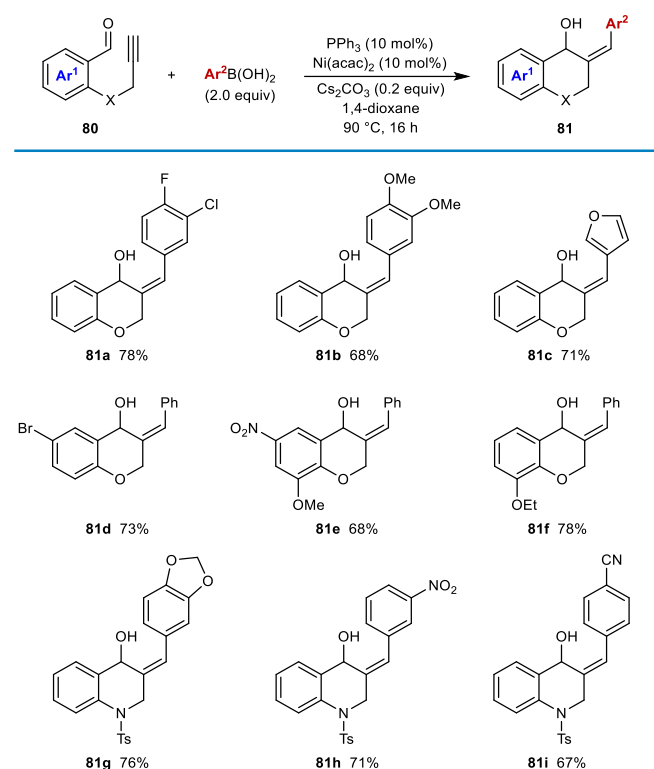 O
Ar¹
X
80
+
Ar²B(OH)₂
(2.0 equiv)
PPh₃ (10 mol%)
Ni(acac)₂ (10 mol%)
Cs₂CO₃ (0.2 equiv)
1,4-dioxane
90 °C, 16 h
OH
Ar²
Ar¹
X
81
F
Cl
OH
O
81a 78%
OMe
OMe
OH
O
81b 68%
O
OH
O
81c 71%
OH
Ph
Br
O
81d 73%
OH
Ph
O₂N
O
OMe
81e 68%
OH
Ph
O
OEt
81f 78%
O
O
OH
N
Ts
81g 76%
NO₂
OH
N
Ts
81h 71%
CN
OH
N
Ts
81i 67%